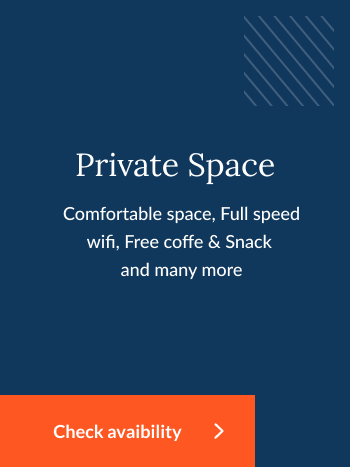 Private Space
Comfortable space, Full speed
wifi, Free coffe & Snack
and many more
Check avaibility